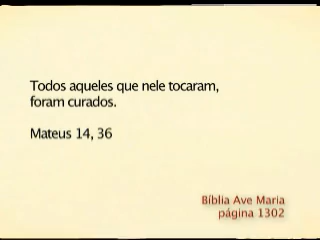 Todos aqueles que nele tocaram,
foram curados.
Mateus 14, 36
Bíblia Ave Maria
página 1302